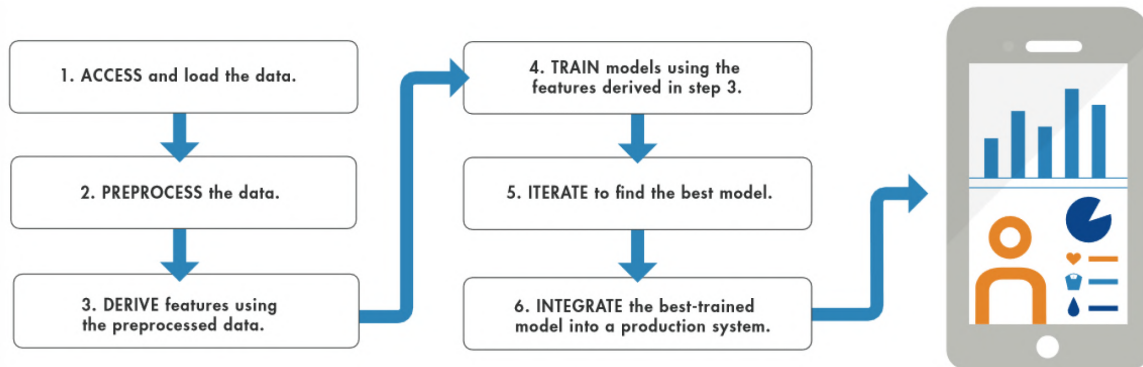 1. ACCESS and load the data.
2. PREPROCESS the data.
3. DERIVE features using
the preprocessed data.
4. TRAIN models using the
features derived in step 3.
5. ITERATE to find the best model.
6. INTEGRATE the best-trained
model into a production system.